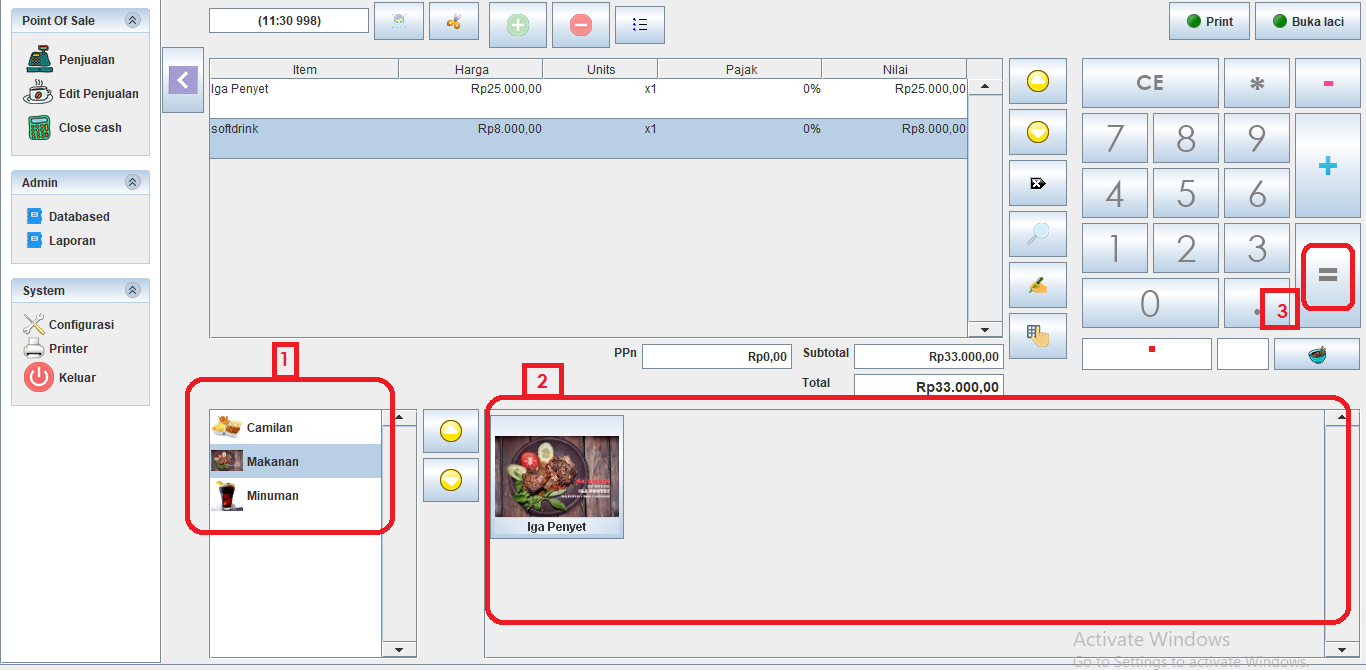 Point Of Sale
Penjualan
Edit Penjualan
Close cash
Admin
Databased
Laporan
System
Configurasi
Printer
Keluar
(11:30 998)
Print
Buka laci
Item Harga Units Pajak Nilai
Iga Penyet Rp25.000,00 x1 0% Rp25.000,00
softdrink Rp8.000,00 x1 0% Rp8.000,00
CE * -
7 8 9 +
4 5 6
1 2 3 =
0 . 3
PPn Rp0,00 Subtotal Rp33.000,00
Total Rp33.000,00
1
2
Camilan
Makanan
Minuman
IGA PENYET
Iga Penyet
Activate Windows
Go to Settings to activate Windows.